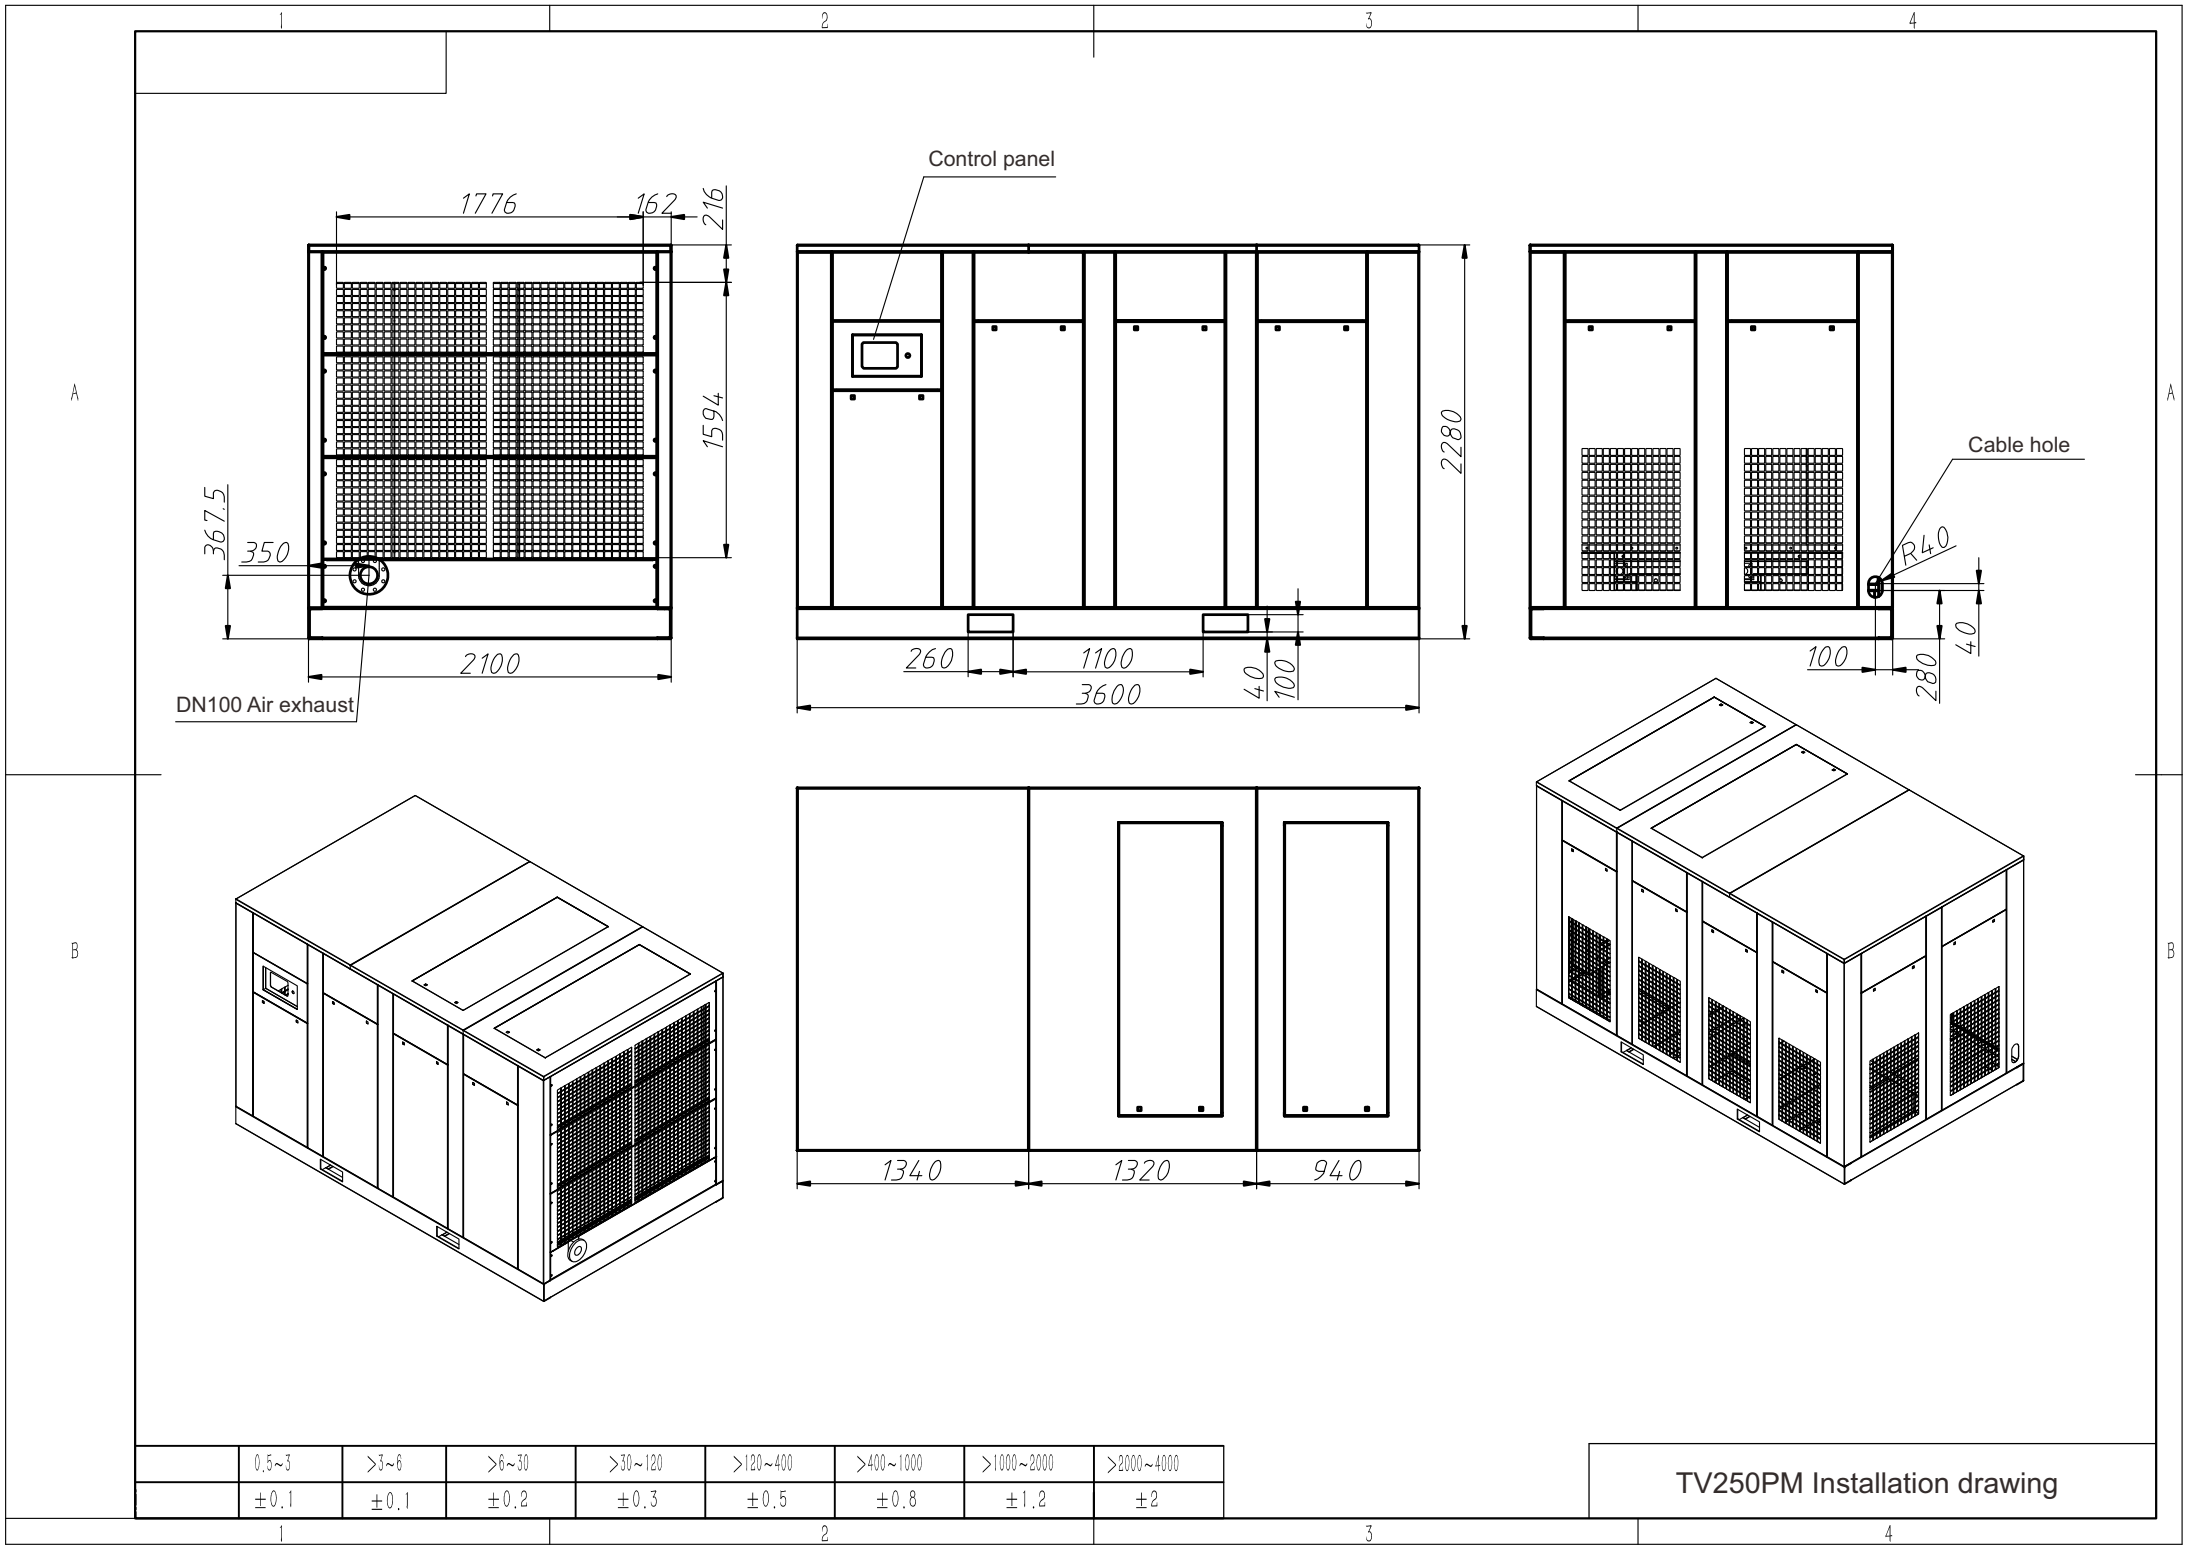 1 2 3 4
Control panel
1776 162 216
A A
1594
2280
Cable hole
367.5
350
R40
40
2100
260 1100 40 100
3600
100 280
DN100 Air exhaust
B B
1340 1320 940
0.5~3 >3~6 >6~30 >30~120 >120~400 >400~1000 >1000~2000 >2000~4000
±0.1 ±0.1 ±0.2 ±0.3 ±0.5 ±0.8 ±1.2 ±2
TV250PM Installation drawing
1 2 3 4